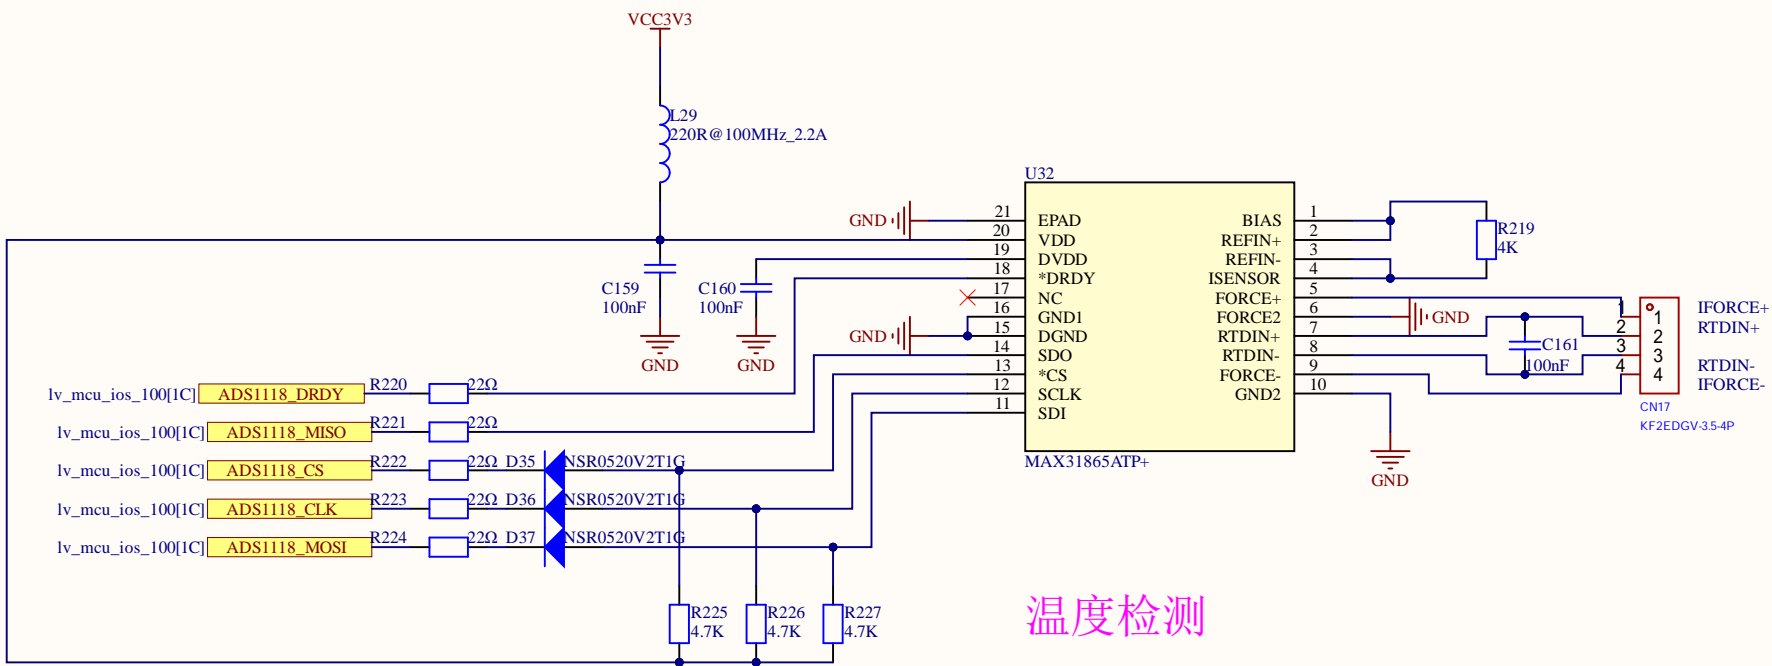 VCC3V3
L29
220R@100MHz_2.2A
U32
GND
21
EPAD
20
VDD
19
DVDD
18
*DRDY
17
NC
16
GND1
15
DGND
14
SDO
13
*CS
12
SCLK
11
SDI
BIAS
1
REFIN+
2
REFIN-
3
ISENSOR
4
FORCE+
5
FORCE2
6
RTDIN+
7
RTDIN-
8
FORCE-
9
GND2
10
MAX31865ATP+
R219
4K
C159
100nF
GND
C160
100nF
GND
GND
GND
C161
100nF
GND
1
2
3
4
1
2
3
4
IFORCE+
RTDIN+
RTDIN-
IFORCE-
CN17
KF2EDGV-3.5-4P
lv_mcu_ios_100[1C] ADS1118_DRDY R220 22Ω
lv_mcu_ios_100[1C] ADS1118_MISO R221 22Ω
lv_mcu_ios_100[1C] ADS1118_CS R222 22Ω D35 NSR0520V2T1G
lv_mcu_ios_100[1C] ADS1118_CLK R223 22Ω D36 NSR0520V2T1G
lv_mcu_ios_100[1C] ADS1118_MOSI R224 22Ω D37 NSR0520V2T1G
R225
4.7K
R226
4.7K
R227
4.7K
温度检测